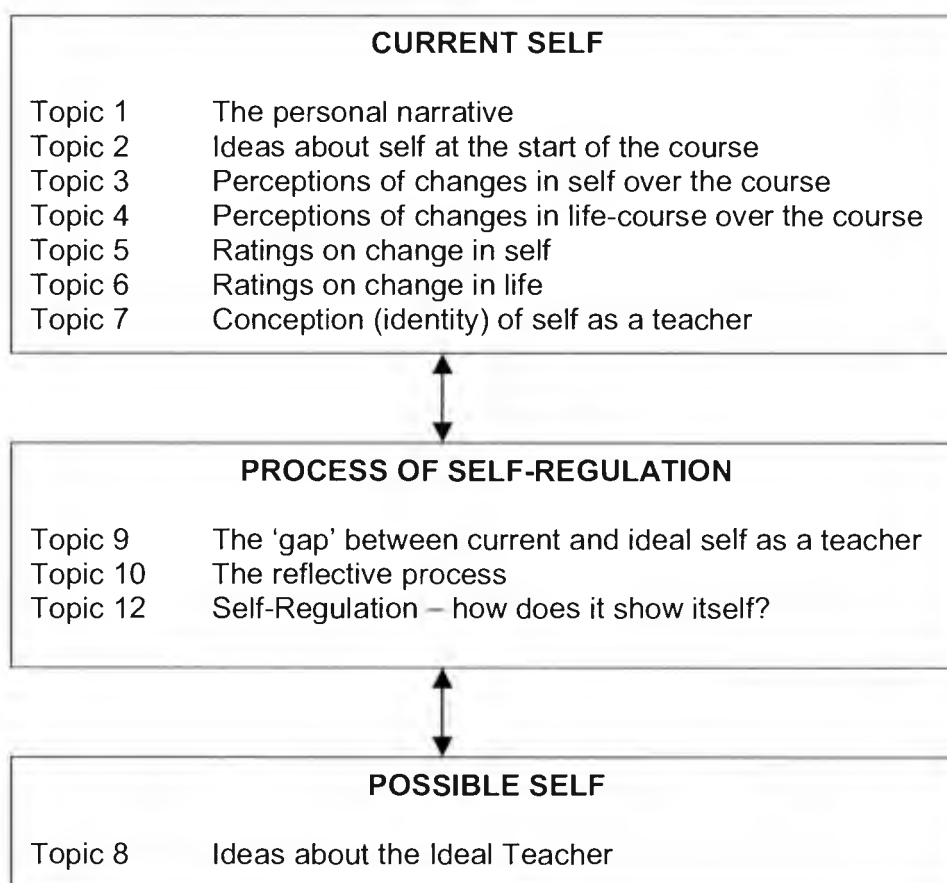 CURRENT SELF
Topic 1 The personal narrative
Topic 2 Ideas about self at the start of the course
Topic 3 Perceptions of changes in self over the course
Topic 4 Perceptions of changes in life-course over the course
Topic 5 Ratings on change in self
Topic 6 Ratings on change in life
Topic 7 Conception (identity) of self as a teacher
PROCESS OF SELF-REGULATION
Topic 9 The ‘gap’ between current and ideal self as a teacher
Topic 10 The reflective process
Topic 12 Self-Regulation – how does it show itself?
POSSIBLE SELF
Topic 8 Ideas about the Ideal Teacher